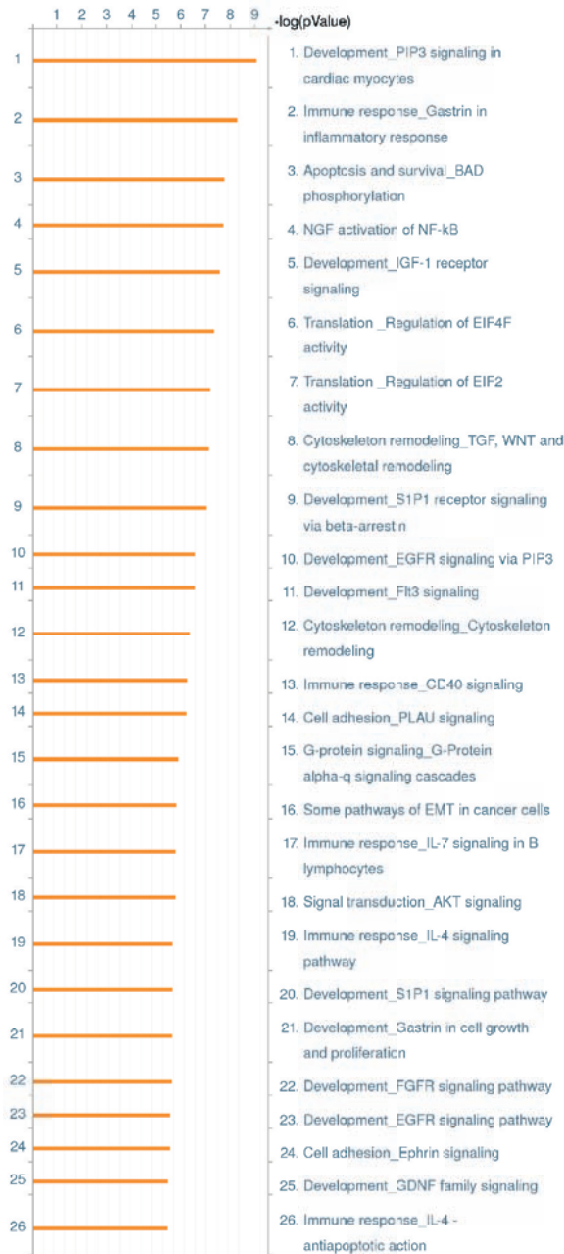 1 2 3 4 5 6 7 8 9 -log(pValue)
1
2
3
4
5
6
7
8
9
10
11
12
13
14
15
16
17
18
19
20
21
22
23
24
25
26
1. Development_PIP3 signaling in
cardiac myocytes
2. Immune response_Gastrin in
inflammatory response
3. Apoptosis and survival_BAD
phosphorylation
4. NGF activation of NF-kB
5. Development_IGF-1 receptor
signaling
6. Translation _Regulation of EIF4F
activity
7. Translation _Regulation of EIF2
activity
8. Cytoskeleton remodeling_TGF, WNT and
cytoskeletal remodeling
9. Development_S1P1 receptor signaling
via beta-arrestin
10. Development_EGFR signaling via PIP3
11. Development_Flt3 signaling
12. Cytoskeleton remodeling_Cytoskeleton
remodeling
13. Immune response_CD40 signaling
14. Cell adhesion_PLAU signaling
15. G-protein signaling_G-Protein
alpha-q signaling cascades
16. Some pathways of EMT in cancer cells
17. Immune response_IL-7 signaling in B
lymphocytes
18. Signal transduction_AKT signaling
19. Immune response_IL-4 signaling
pathway
20. Development_S1P1 signaling pathway
21. Development_Gastrin in cell growth
and proliferation
22. Development_FGFR signaling pathway
23. Development_EGFR signaling pathway
24. Cell adhesion_Ephrin signaling
25. Development_GDNF family signaling
26. Immune response_IL-4 -
antiapoptotic action